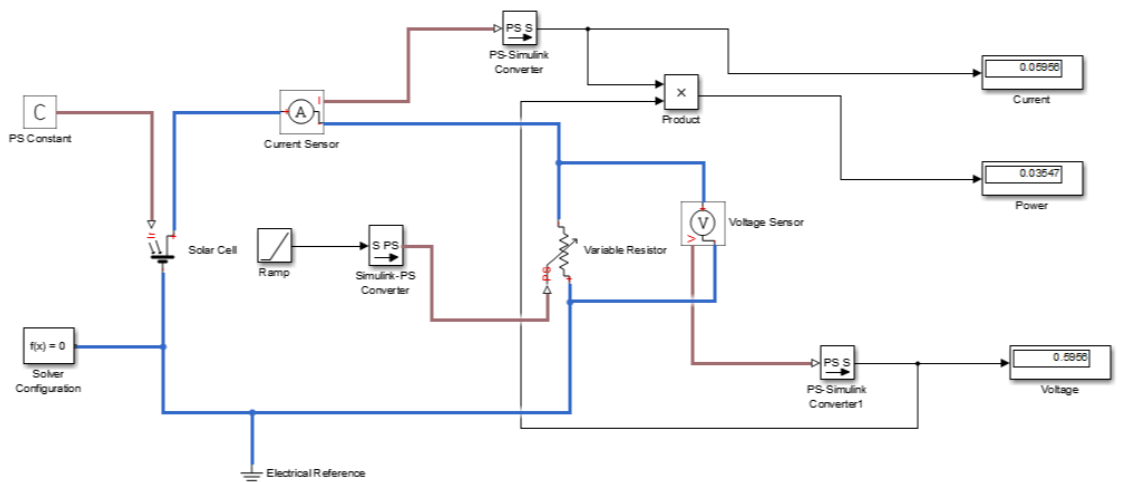 PS S
PS-Simulink
Converter
0.05956
Current
C
PS Constant
I
A
Current Sensor
×
Product
0.03547
Power
Ir
Solar Cell
Ramp
S PS
Simulink-PS
Converter
PS
Variable Resistor
V
V
Voltage Sensor
f(x) = 0
Solver
Configuration
PS S
PS-Simulink
Converter1
0.5956
Voltage
Electrical Reference